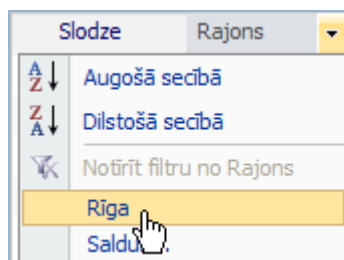 Slodze Rajons
Augošā secībā
Dilstošā secībā
Notīrīt filtru no Rajons
Rīga